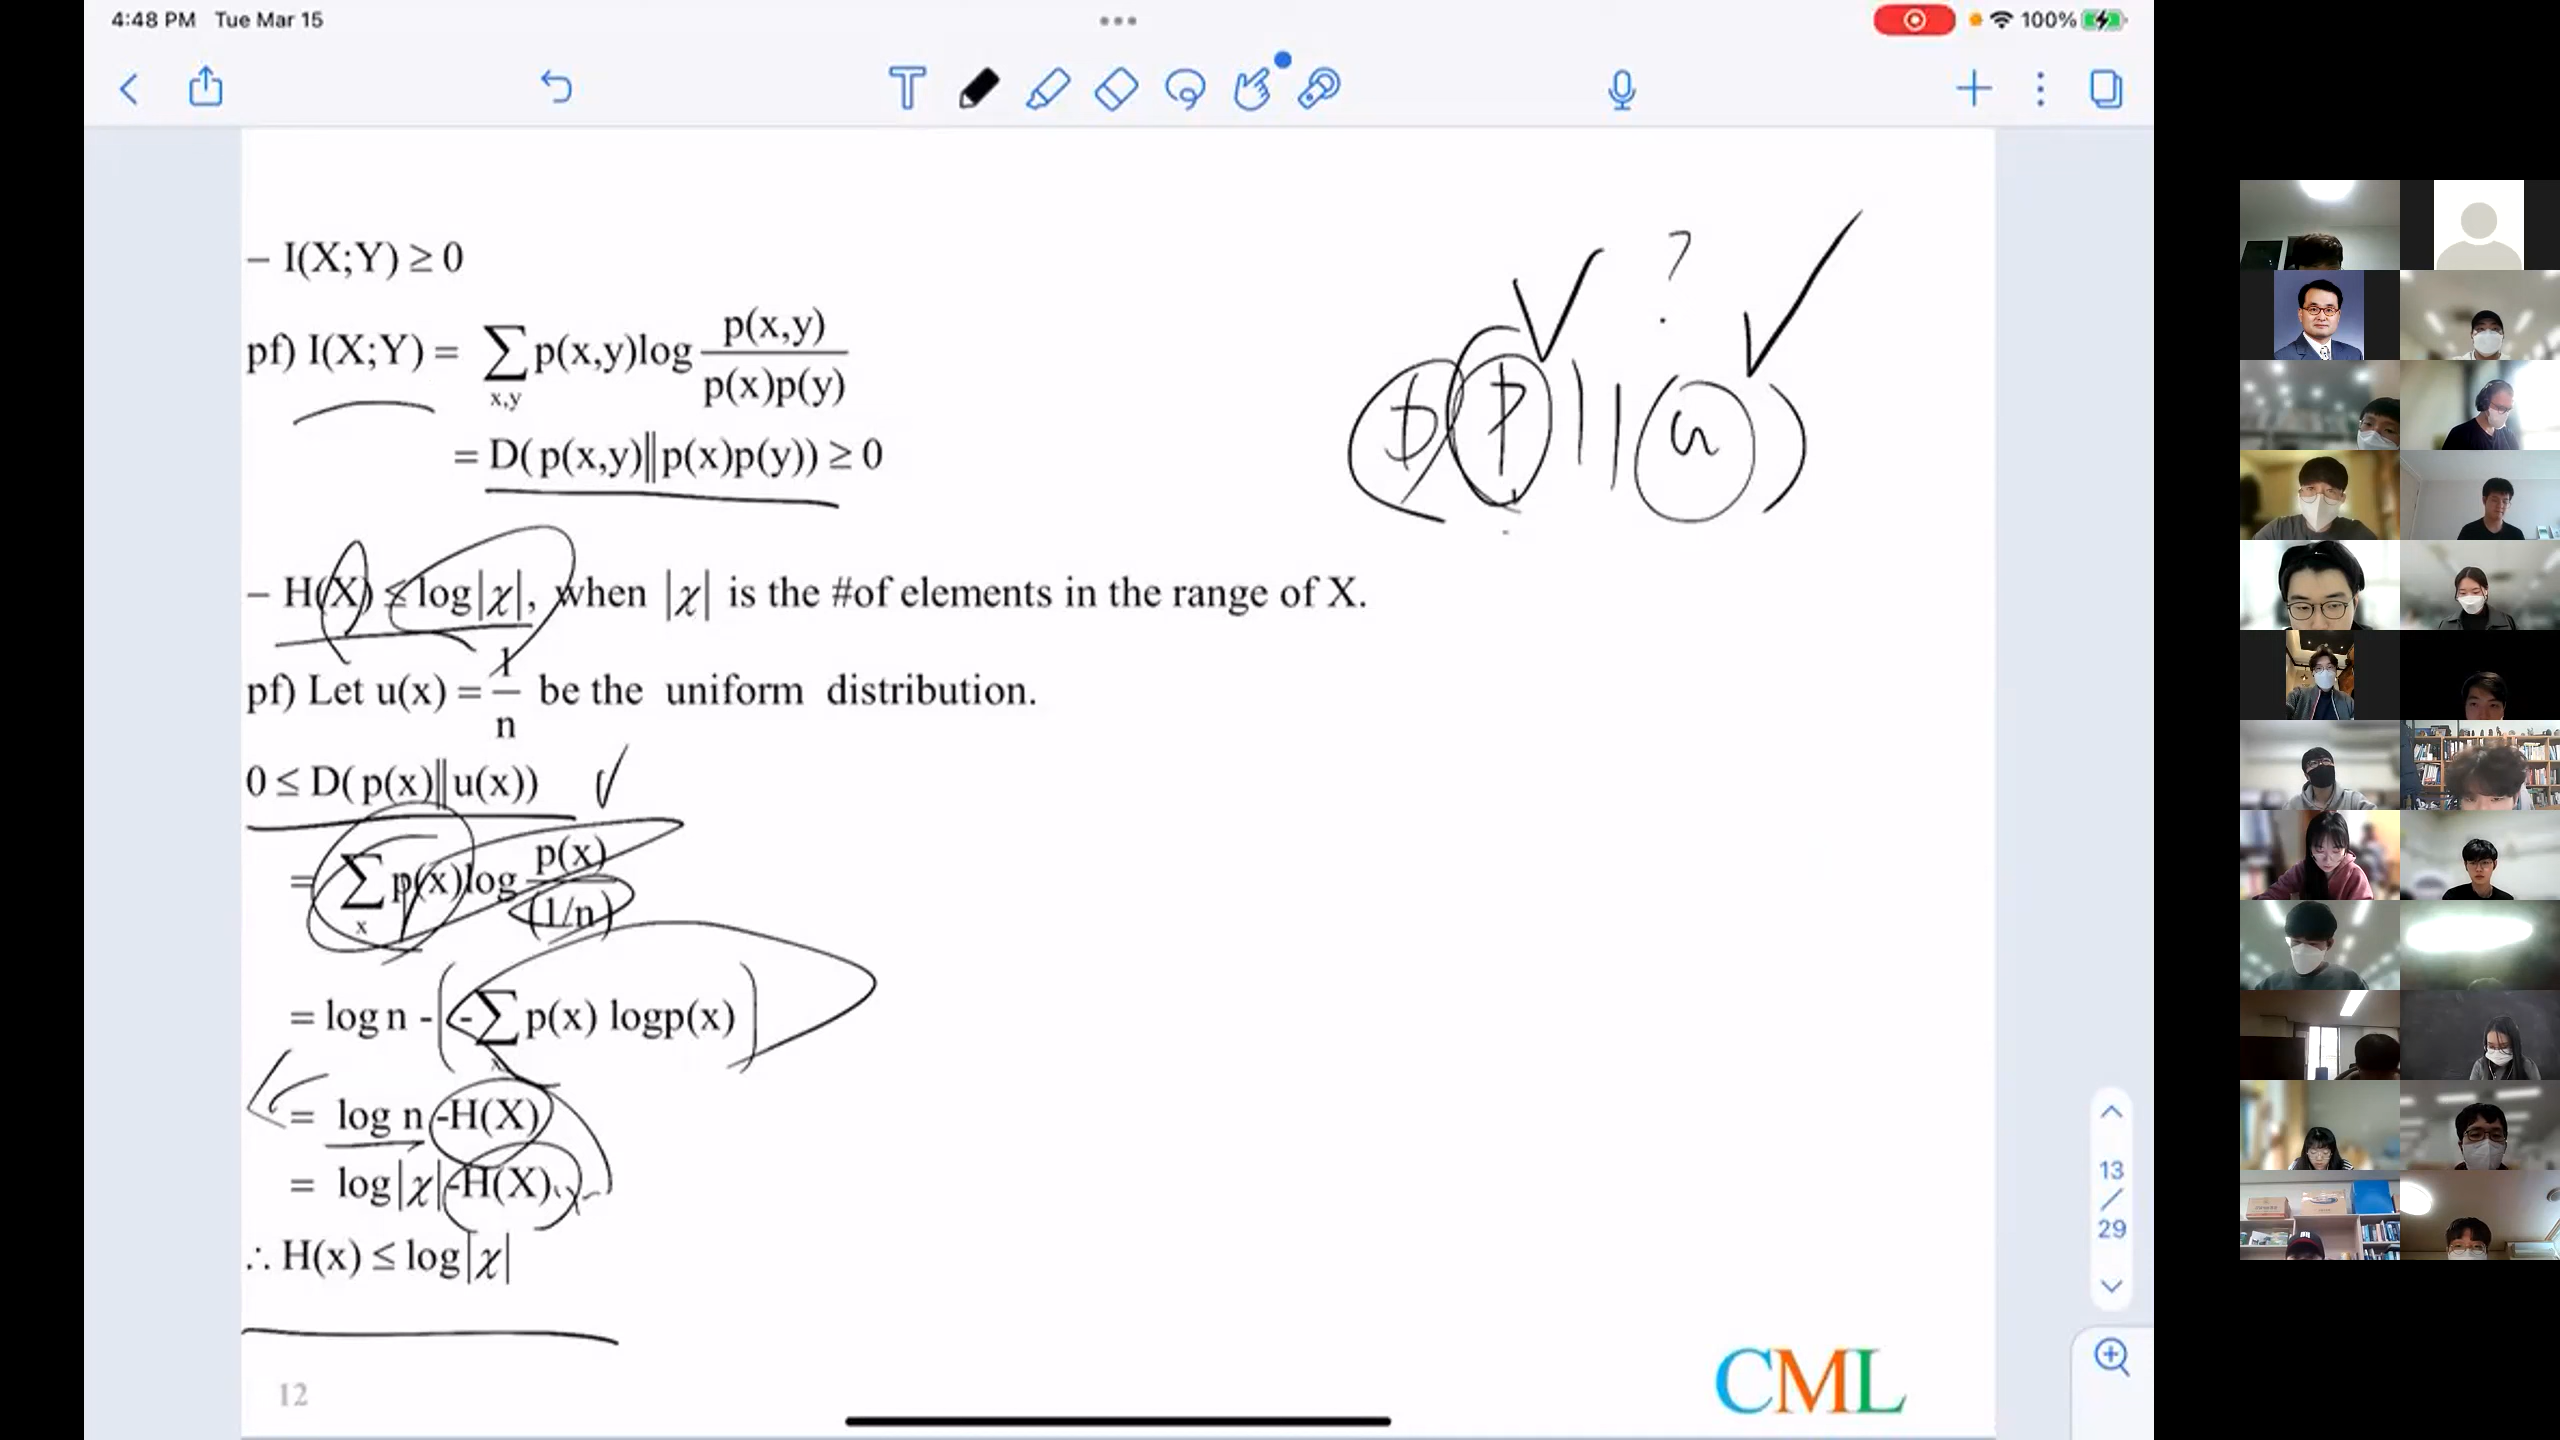 4:48 PM Tue Mar 15
100%
– I(X;Y) ≥ 0
pf) I(X;Y) = ∑ p(x,y)log p(x,y) / p(x)p(y)
x,y
= D( p(x,y)‖p(x)p(y)) ≥ 0
?
D(P||u)
– H(X) ≤ log|χ|, when |χ| is the #of elements in the range of X.
pf) Let u(x) = 1/n be the uniform distribution.
0 ≤ D( p(x)‖u(x))
= ∑ p(x)log p(x) / (1/n)
x
= log n - (-∑ p(x) logp(x))
x
= log n -H(X)
= log|χ| -H(X)
∴ H(x) ≤ log|χ|
12
CML
13
/
29